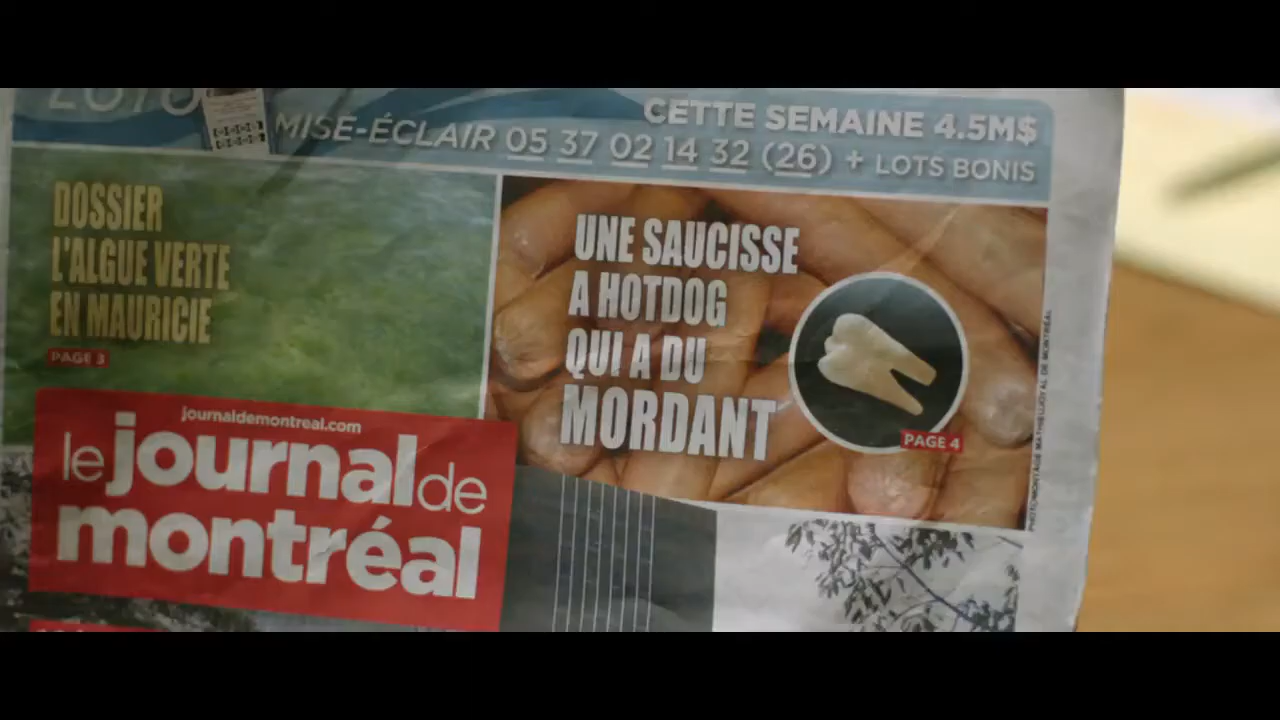 LOTO
CETTE SEMAINE 4.5M$
MISE-ÉCLAIR 05 37 02 14 32 (26) + LOTS BONIS
DOSSIER
L'ALGUE VERTE
EN MAURICIE
PAGE 3
UNE SAUCISSE
A HOTDOG
QUI A DU
MORDANT
PAGE 4
journaldemontreal.com
le journal de
montréal